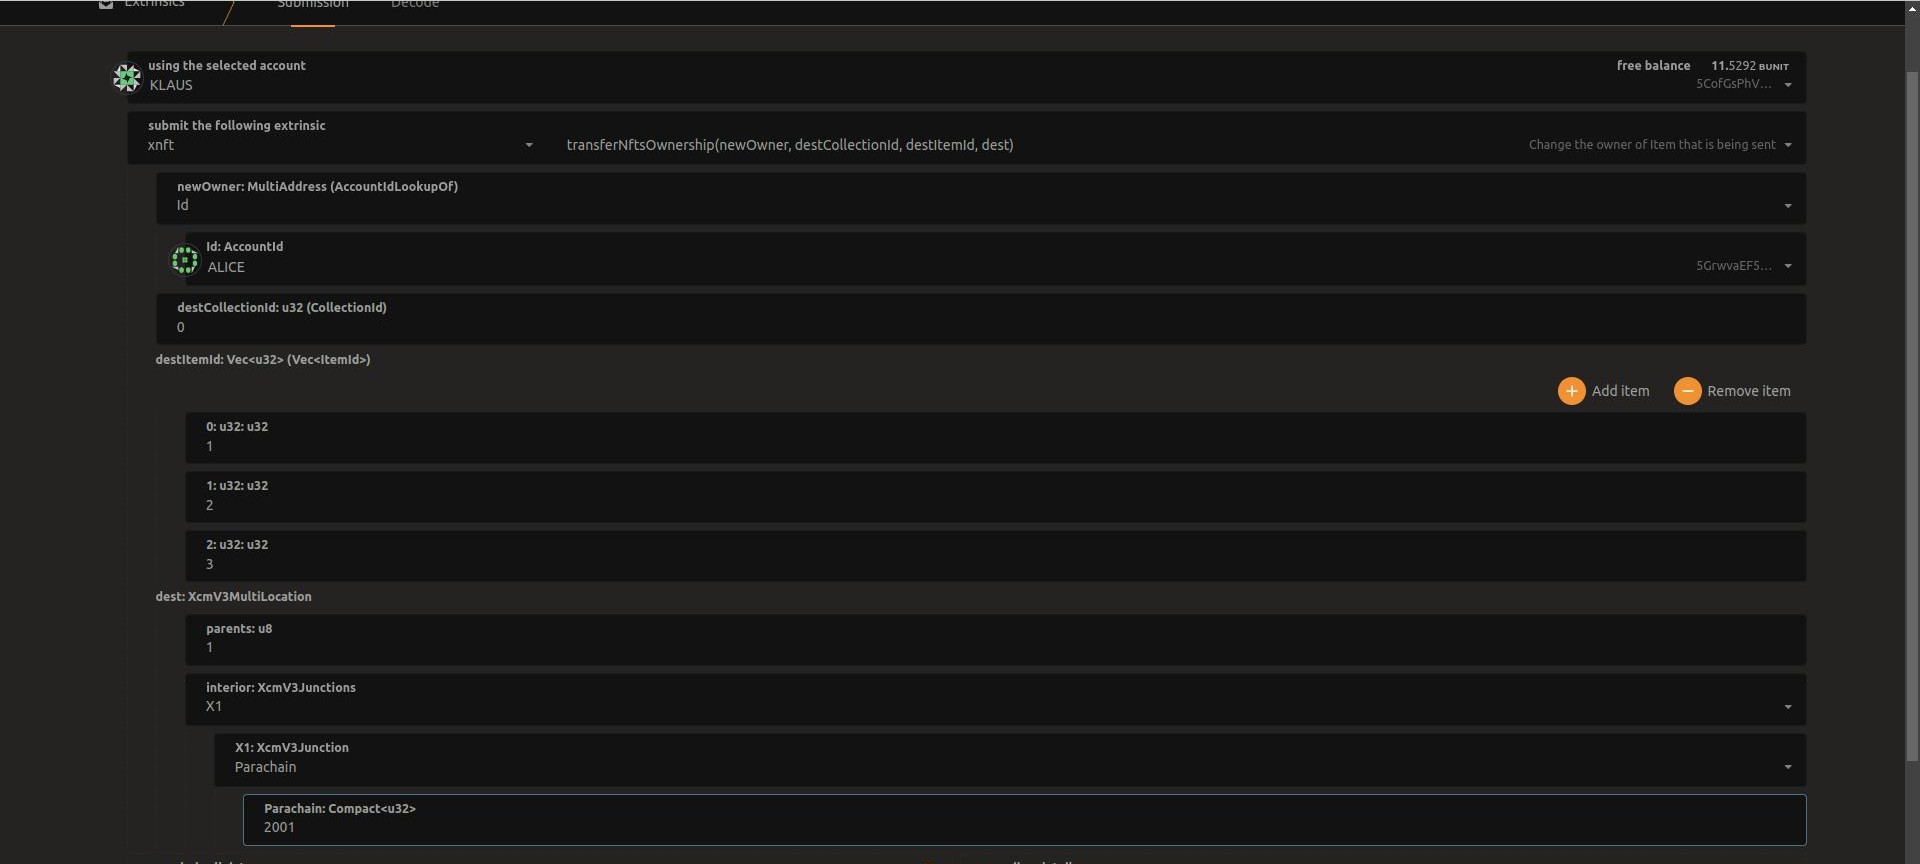 Extrinsics Submission Decode
using the selected account free balance 11.5292 BUNIT
KLAUS 5CofGsPhV...
submit the following extrinsic
xnft transferNftsOwnership(newOwner, destCollectionId, destItemId, dest) Change the owner of Item that is being sent
newOwner: MultiAddress (AccountIdLookupOf)
Id
Id: AccountId
ALICE 5GrwvaEF5...
destCollectionId: u32 (CollectionId)
0
destItemId: Vec<u32> (Vec<ItemId>)
Add item Remove item
0: u32: u32
1
1: u32: u32
2
2: u32: u32
3
dest: XcmV3MultiLocation
parents: u8
1
interior: XcmV3Junctions
X1
X1: XcmV3Junction
Parachain
Parachain: Compact<u32>
2001